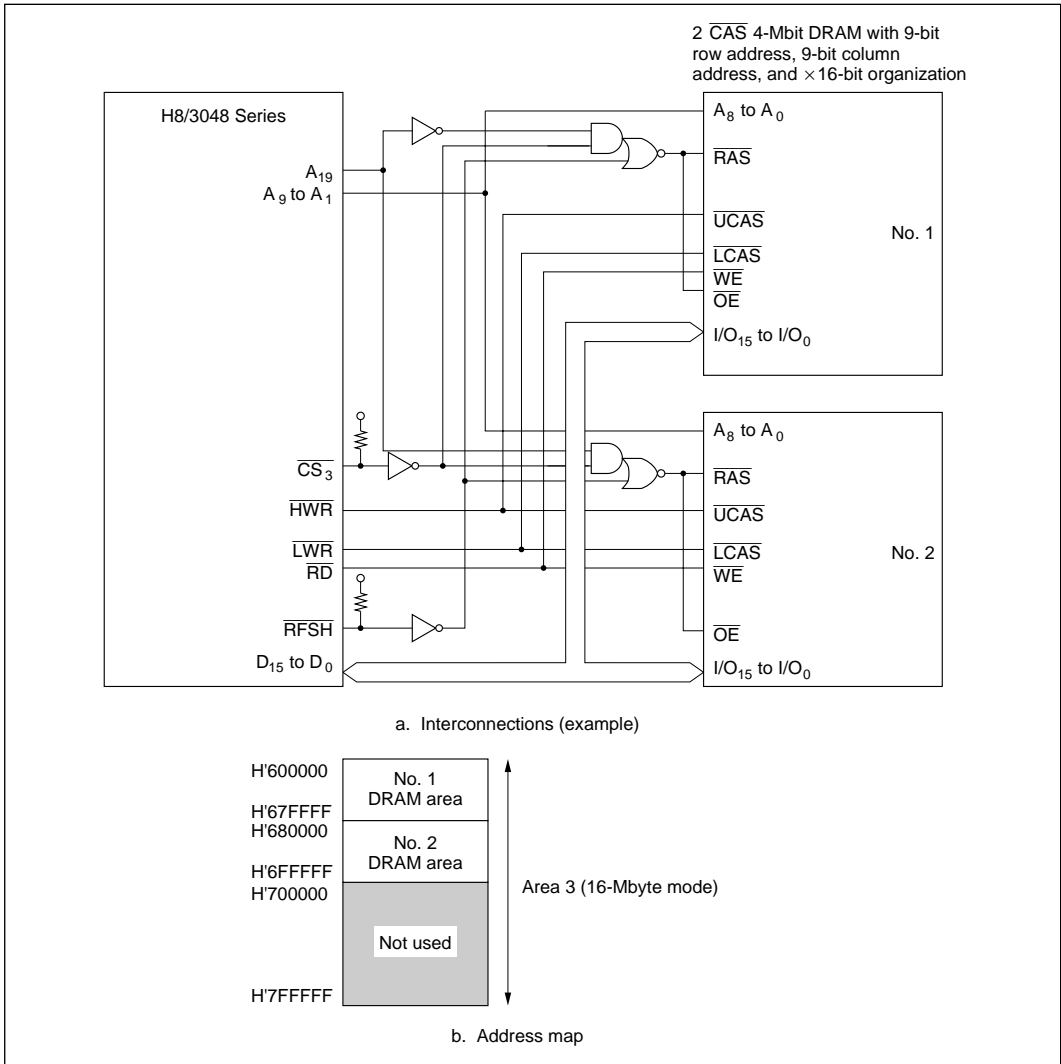 2 CAS 4-Mbit DRAM with 9-bit
row address, 9-bit column
address, and ×16-bit organization
H8/3048 Series
A19
A9 to A1
CS3
HWR
LWR
RD
RFSH
D15 to D0
A8 to A0
RAS
UCAS
No. 1
LCAS
WE
OE
I/O15 to I/O0
A8 to A0
RAS
UCAS
No. 2
LCAS
WE
OE
I/O15 to I/O0
a. Interconnections (example)
H'600000
No. 1
DRAM area
H'67FFFF
H'680000
No. 2
DRAM area
H'6FFFFF
H'700000
Area 3 (16-Mbyte mode)
Not used
H'7FFFFF
b. Address map